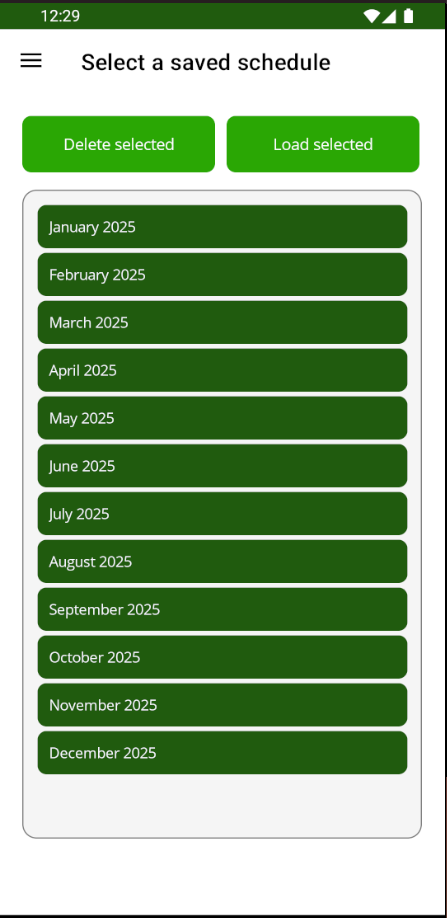 12:29
Select a saved schedule
Delete selected
Load selected
January 2025
February 2025
March 2025
April 2025
May 2025
June 2025
July 2025
August 2025
September 2025
October 2025
November 2025
December 2025